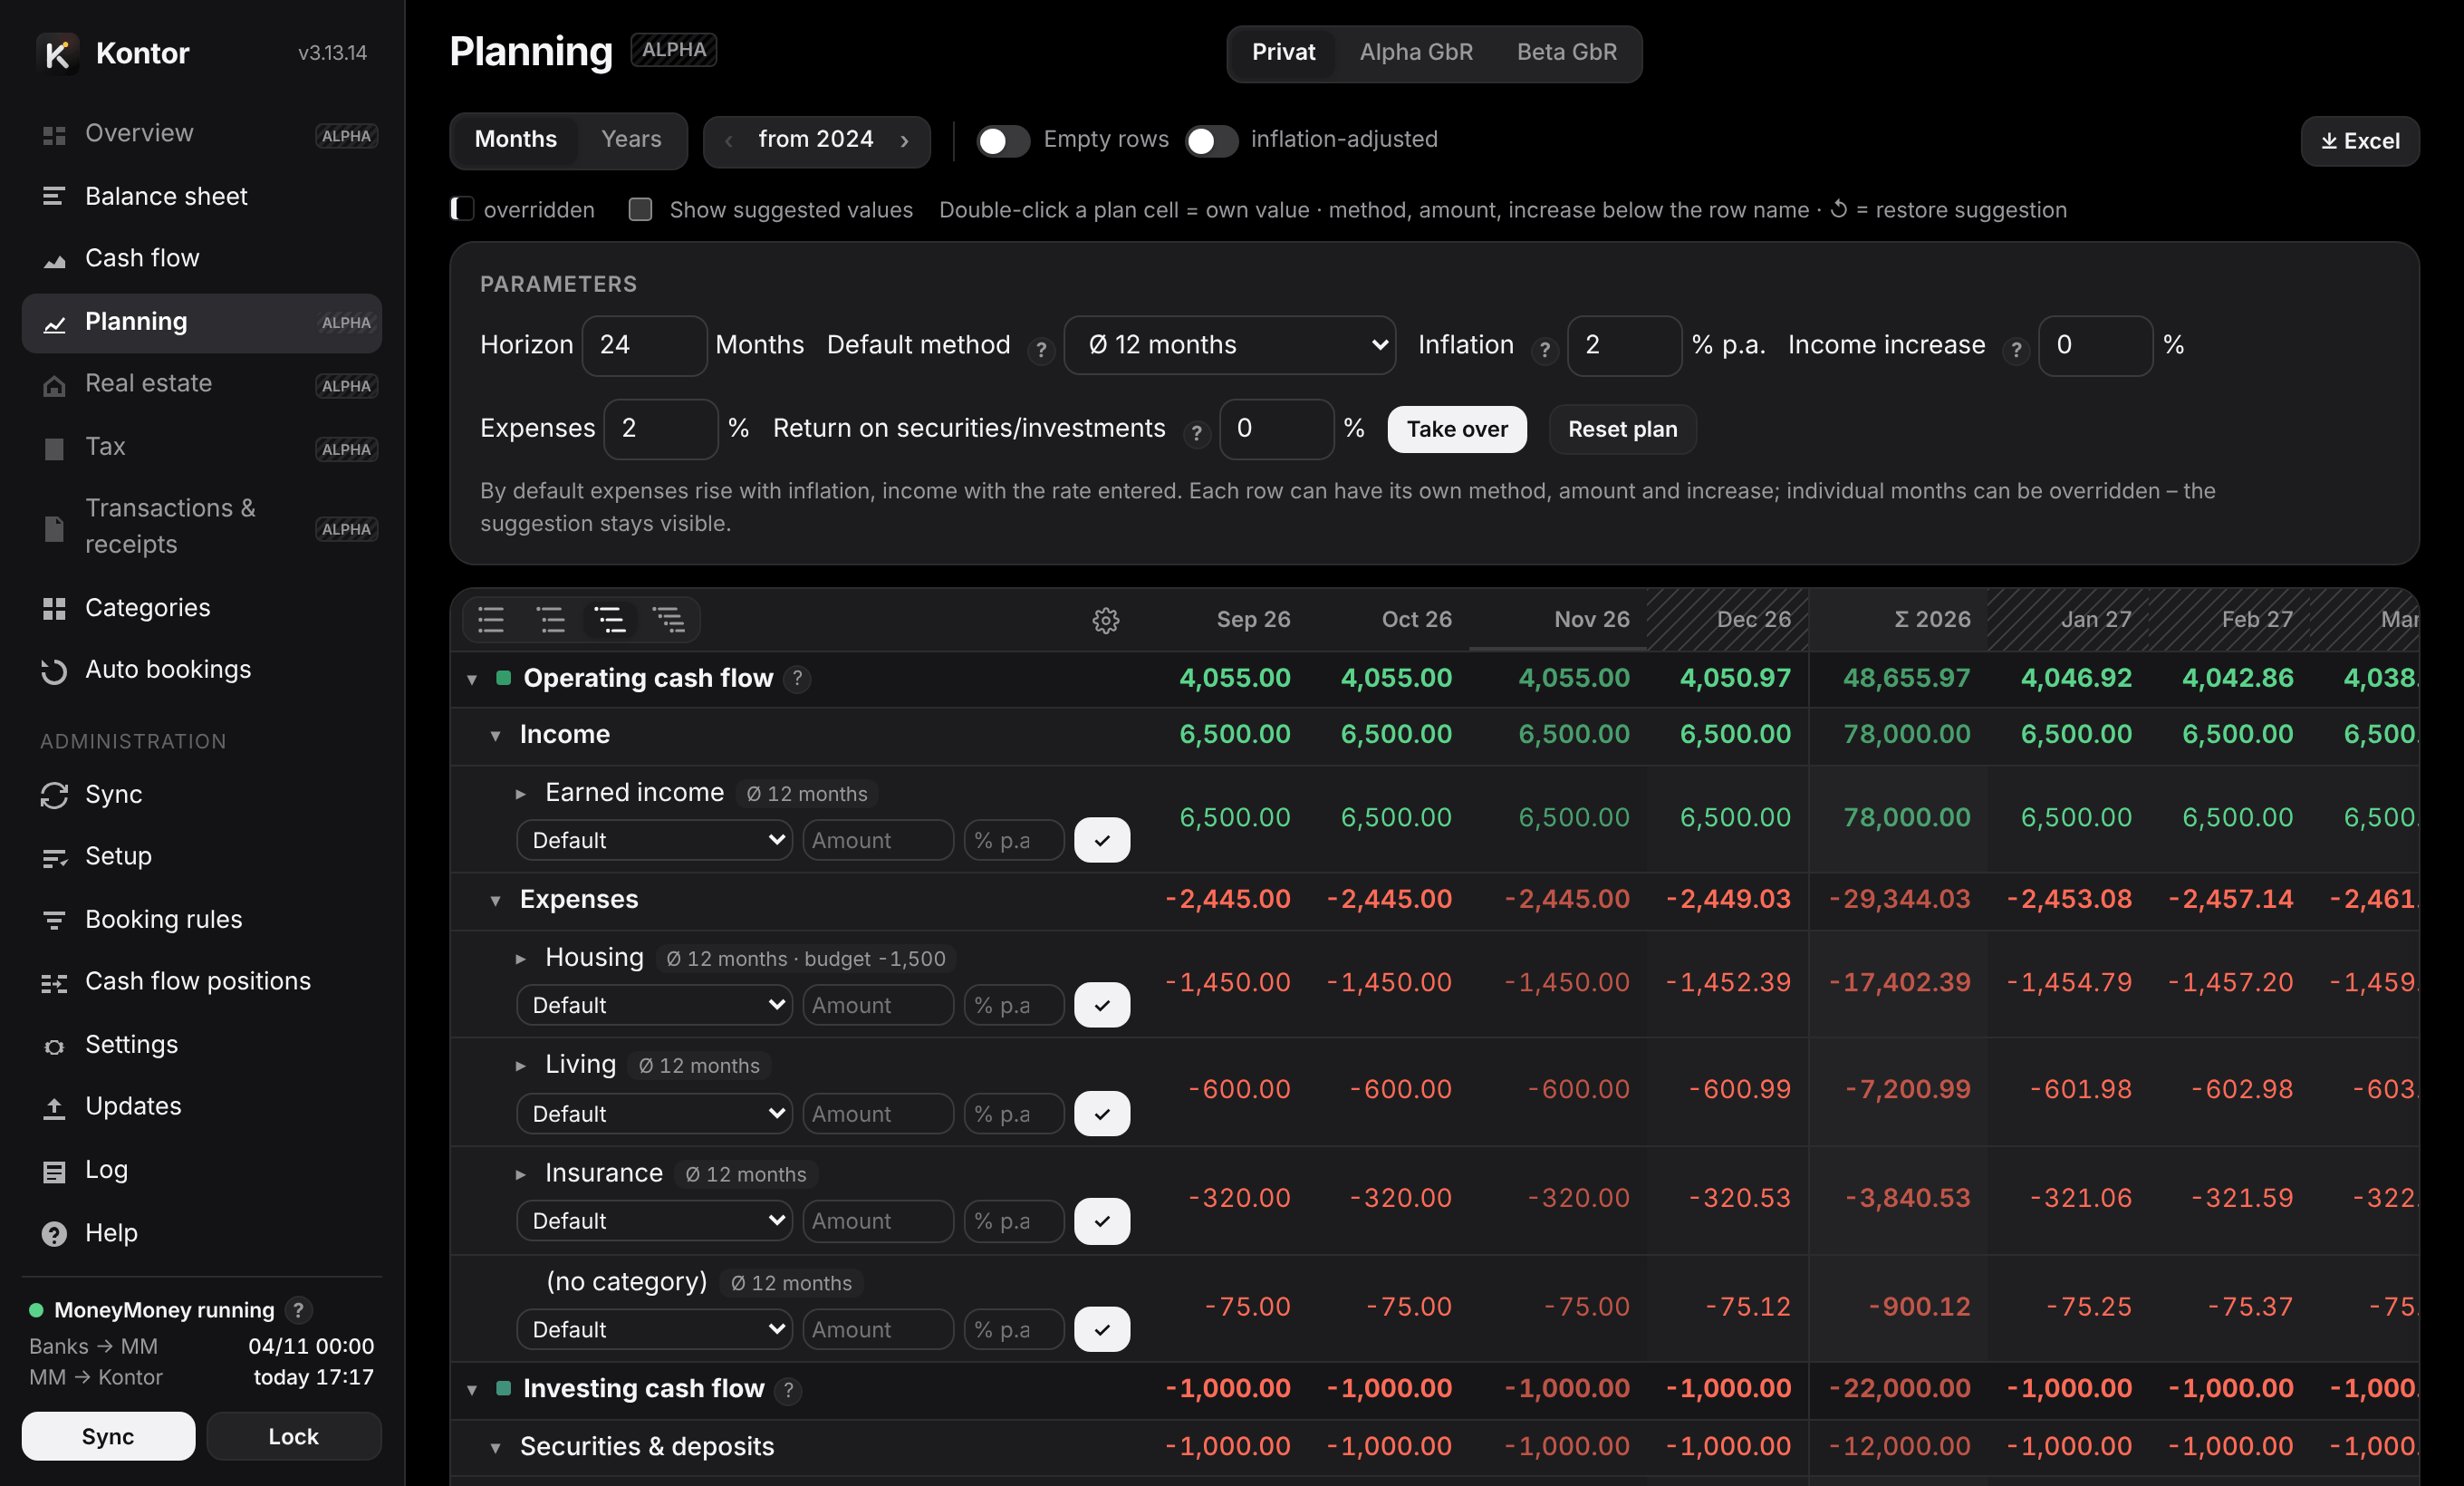 Kontor v3.13.14
Overview ALPHA
Balance sheet
Cash flow
Planning ALPHA
Real estate ALPHA
Tax ALPHA
Transactions &
receipts ALPHA
Categories
Auto bookings
ADMINISTRATION
Sync
Setup
Booking rules
Cash flow positions
Settings
Updates
Log
Help
MoneyMoney running ?
Banks → MM 04/11 00:00
MM → Kontor today 17:17
Sync Lock
Planning ALPHA
Privat Alpha GbR Beta GbR
Months Years ‹ from 2024 › Empty rows inflation-adjusted Excel
overridden Show suggested values Double-click a plan cell = own value · method, amount, increase below the row name · ↺ = restore suggestion
PARAMETERS
Horizon 24 Months Default method ? Ø 12 months Inflation ? 2 % p.a. Income increase ? 0 %
Expenses 2 % Return on securities/investments ? 0 % Take over Reset plan
By default expenses rise with inflation, income with the rate entered. Each row can have its own method, amount and increase; individual months can be overridden – the
suggestion stays visible.
Sep 26 Oct 26 Nov 26 Dec 26 Σ 2026 Jan 27 Feb 27 Mar
Operating cash flow ? 4,055.00 4,055.00 4,055.00 4,050.97 48,655.97 4,046.92 4,042.86 4,038.
Income 6,500.00 6,500.00 6,500.00 6,500.00 78,000.00 6,500.00 6,500.00 6,500.
Earned income Ø 12 months
Default Amount % p.a 6,500.00 6,500.00 6,500.00 6,500.00 78,000.00 6,500.00 6,500.00 6,500.
Expenses -2,445.00 -2,445.00 -2,445.00 -2,449.03 -29,344.03 -2,453.08 -2,457.14 -2,461.
Housing Ø 12 months · budget -1,500
Default Amount % p.a -1,450.00 -1,450.00 -1,450.00 -1,452.39 -17,402.39 -1,454.79 -1,457.20 -1,459.
Living Ø 12 months
Default Amount % p.a -600.00 -600.00 -600.00 -600.99 -7,200.99 -601.98 -602.98 -603.
Insurance Ø 12 months
Default Amount % p.a -320.00 -320.00 -320.00 -320.53 -3,840.53 -321.06 -321.59 -322.
(no category) Ø 12 months
Default Amount % p.a -75.00 -75.00 -75.00 -75.12 -900.12 -75.25 -75.37 -75.
Investing cash flow ? -1,000.00 -1,000.00 -1,000.00 -1,000.00 -22,000.00 -1,000.00 -1,000.00 -1,000.
Securities & deposits -1,000.00 -1,000.00 -1,000.00 -1,000.00 -12,000.00 -1,000.00 -1,000.00 -1,000.